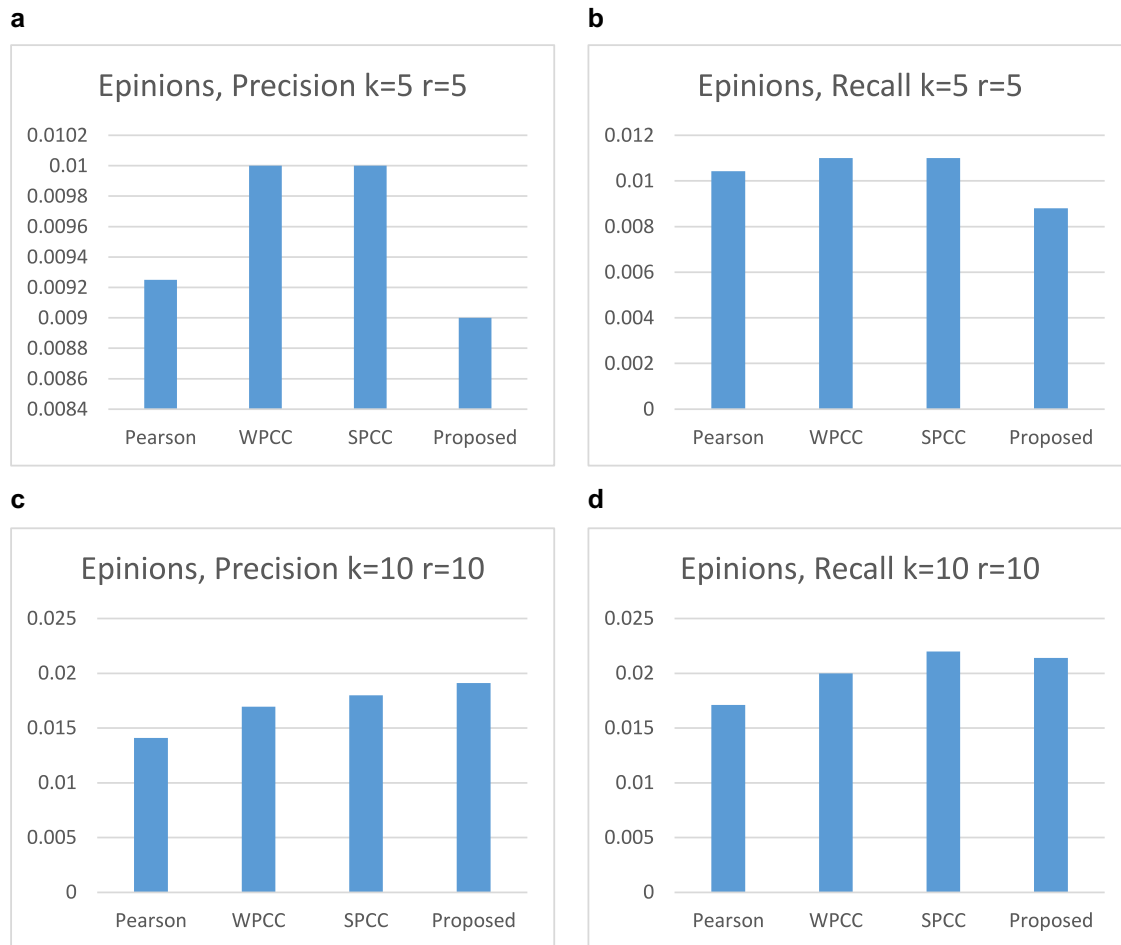 a
Epinions, Precision k=5 r=5
0.0102
0.01
0.0098
0.0096
0.0094
0.0092
0.009
0.0088
0.0086
0.0084
Pearson WPCC SPCC Proposed
b
Epinions, Recall k=5 r=5
0.012
0.01
0.008
0.006
0.004
0.002
0
Pearson WPCC SPCC Proposed
c
Epinions, Precision k=10 r=10
0.025
0.02
0.015
0.01
0.005
0
Pearson WPCC SPCC Proposed
d
Epinions, Recall k=10 r=10
0.025
0.02
0.015
0.01
0.005
0
Pearson WPCC SPCC Proposed